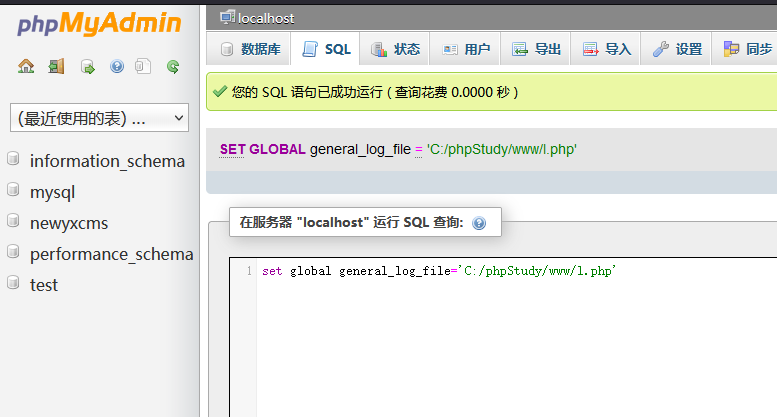 phpMyAdmin
(最近使用的表) ...
information_schema
mysql
newyxcms
performance_schema
test
localhost
数据库 SQL 状态 用户 导出 导入 设置 同步
您的 SQL 语句已成功运行 ( 查询花费 0.0000 秒 )
SET GLOBAL general_log_file = 'C:/phpStudy/www/l.php'
在服务器 "localhost" 运行 SQL 查询:
1 set global general_log_file='C:/phpStudy/www/l.php'